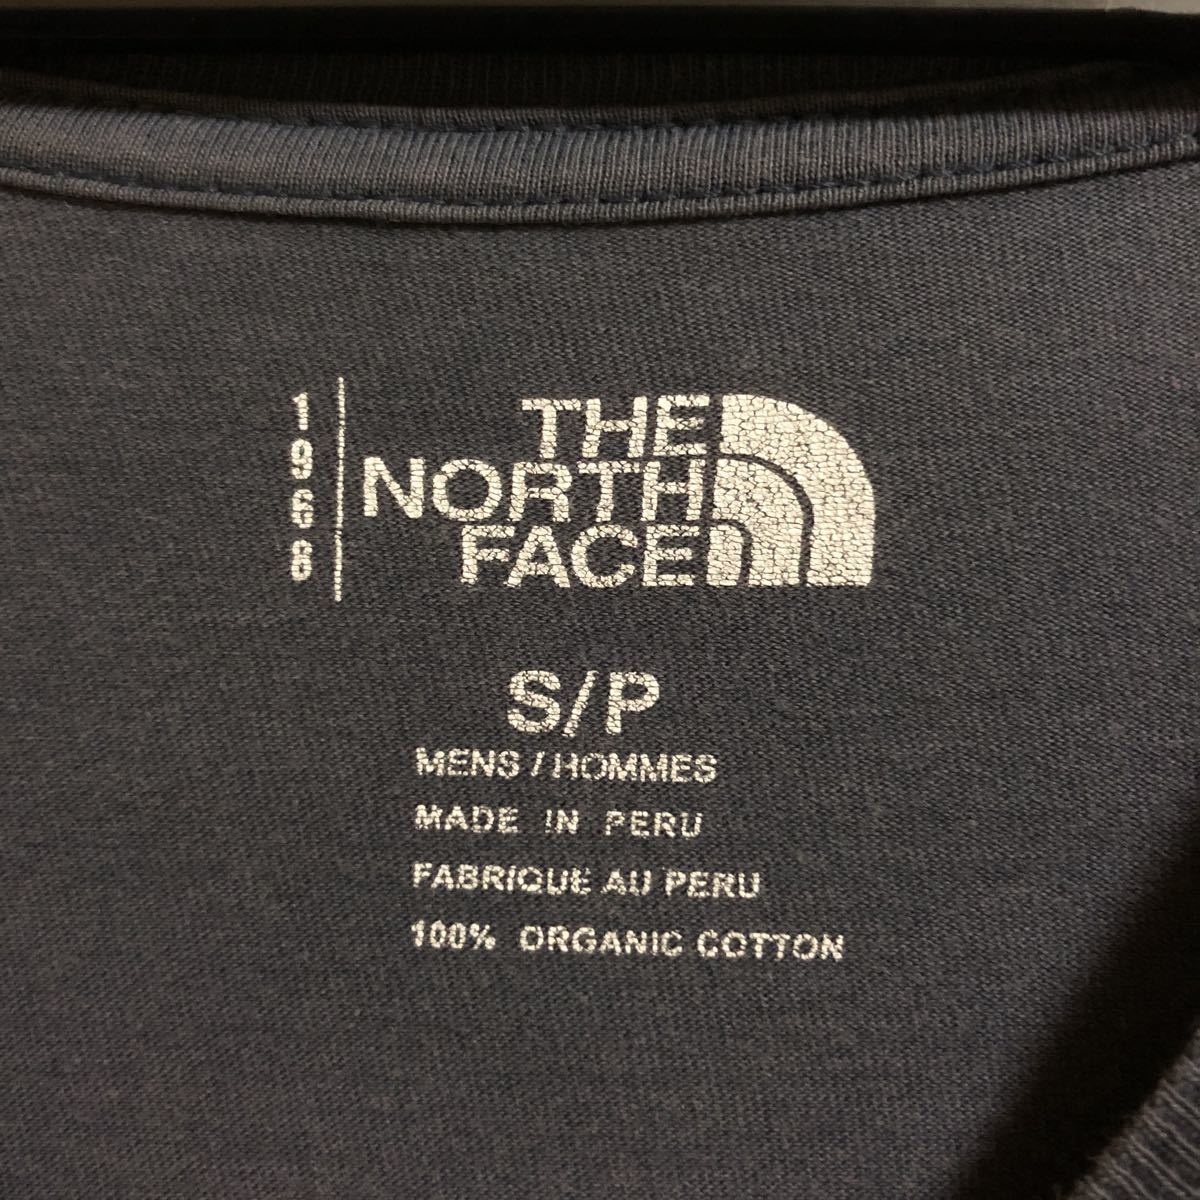 1968
THE
NORTH
FACE
S/P
MENS / HOMMES
MADE IN PERU
FABRIQUE AU PERU
100% ORGANIC COTTON